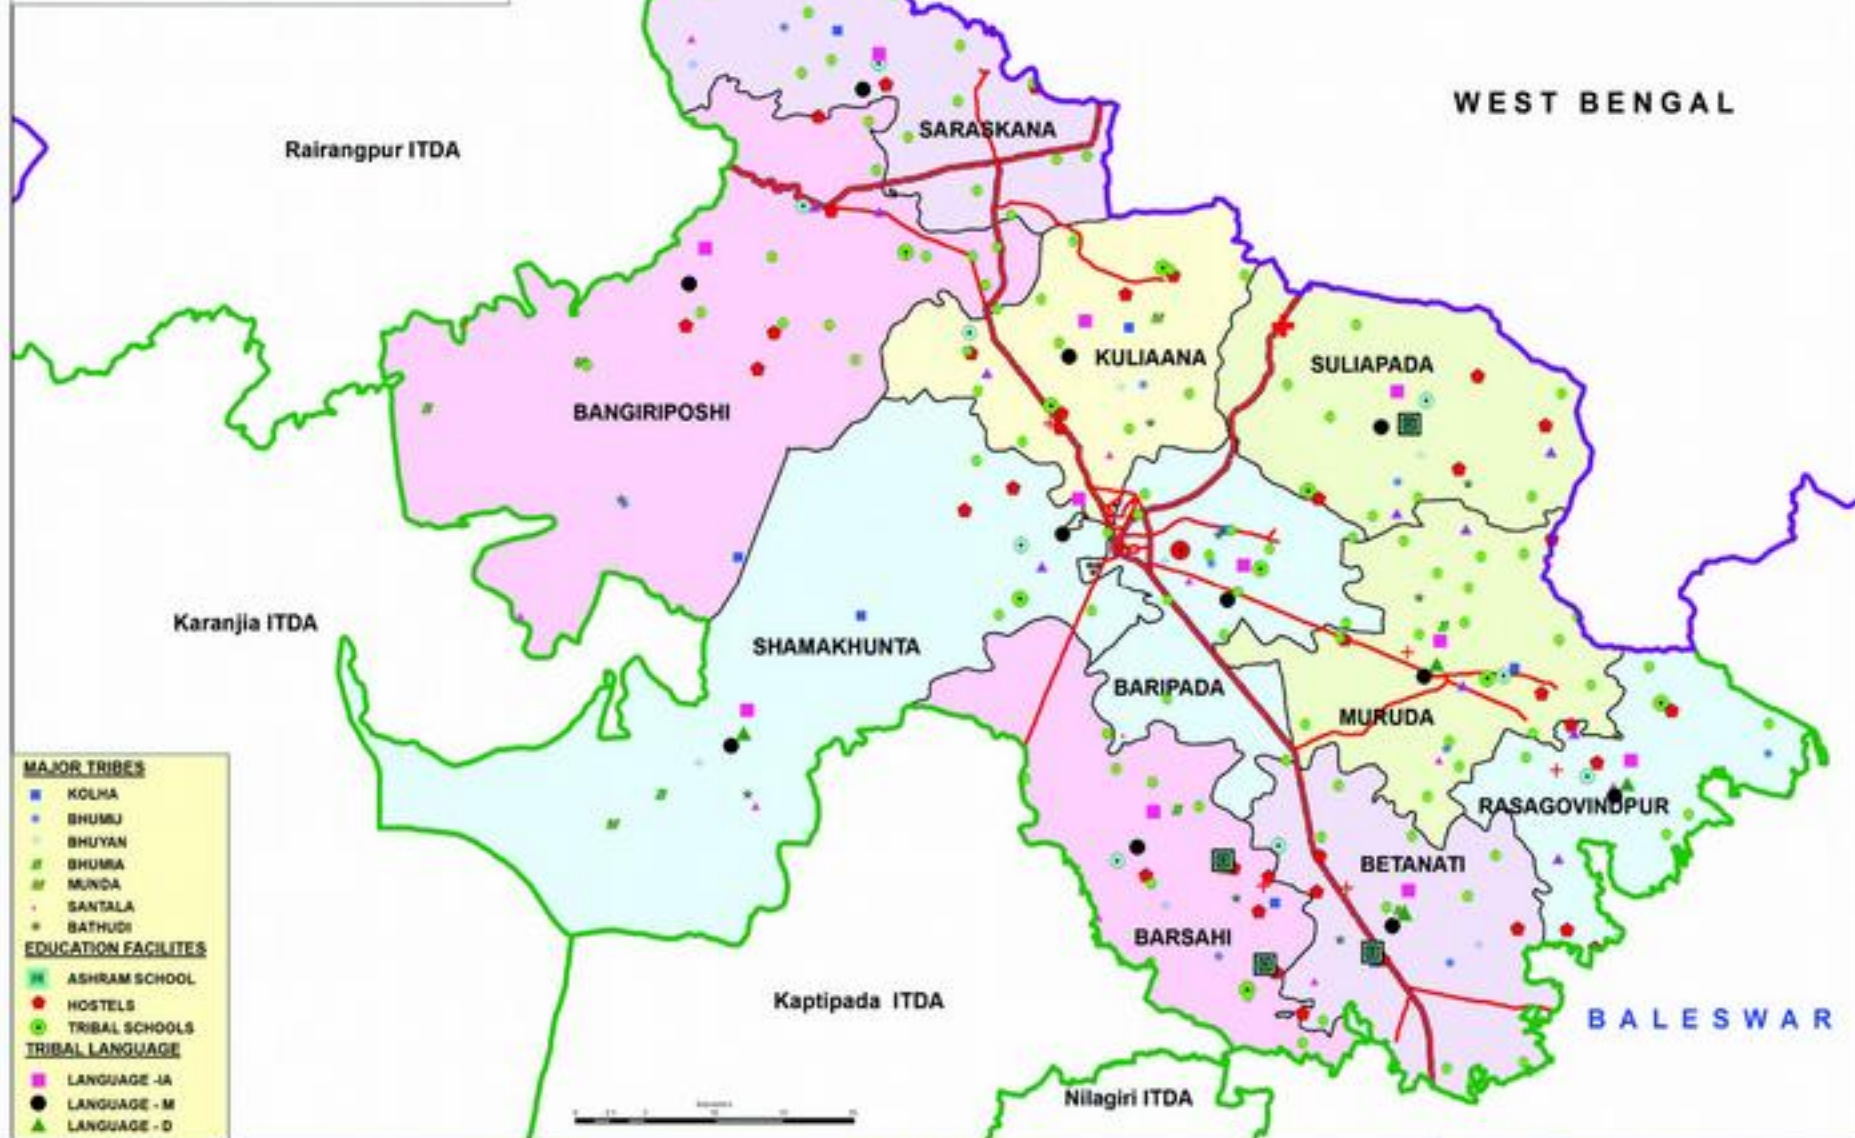 WEST BENGAL
SARASKANA
Rairangpur ITDA
KULIAANA
SULIAPADA
BANGIRIPOSHI
Karanjia ITDA
SHAMAKHUNTA
BARIPADA
MURUDA
RASAGOVINDPUR
BETANATI
BARSAHI
Kaptipada ITDA
BALESWAR
Nilagiri ITDA
MAJOR TRIBES
KOLHA
BHUMIJ
BHUYAN
BHUMIA
MUNDA
SANTALA
BATHUDI
EDUCATION FACILITES
ASHRAM SCHOOL
HOSTELS
TRIBAL SCHOOLS
TRIBAL LANGUAGE
LANGUAGE -IA
LANGUAGE - M
LANGUAGE - D